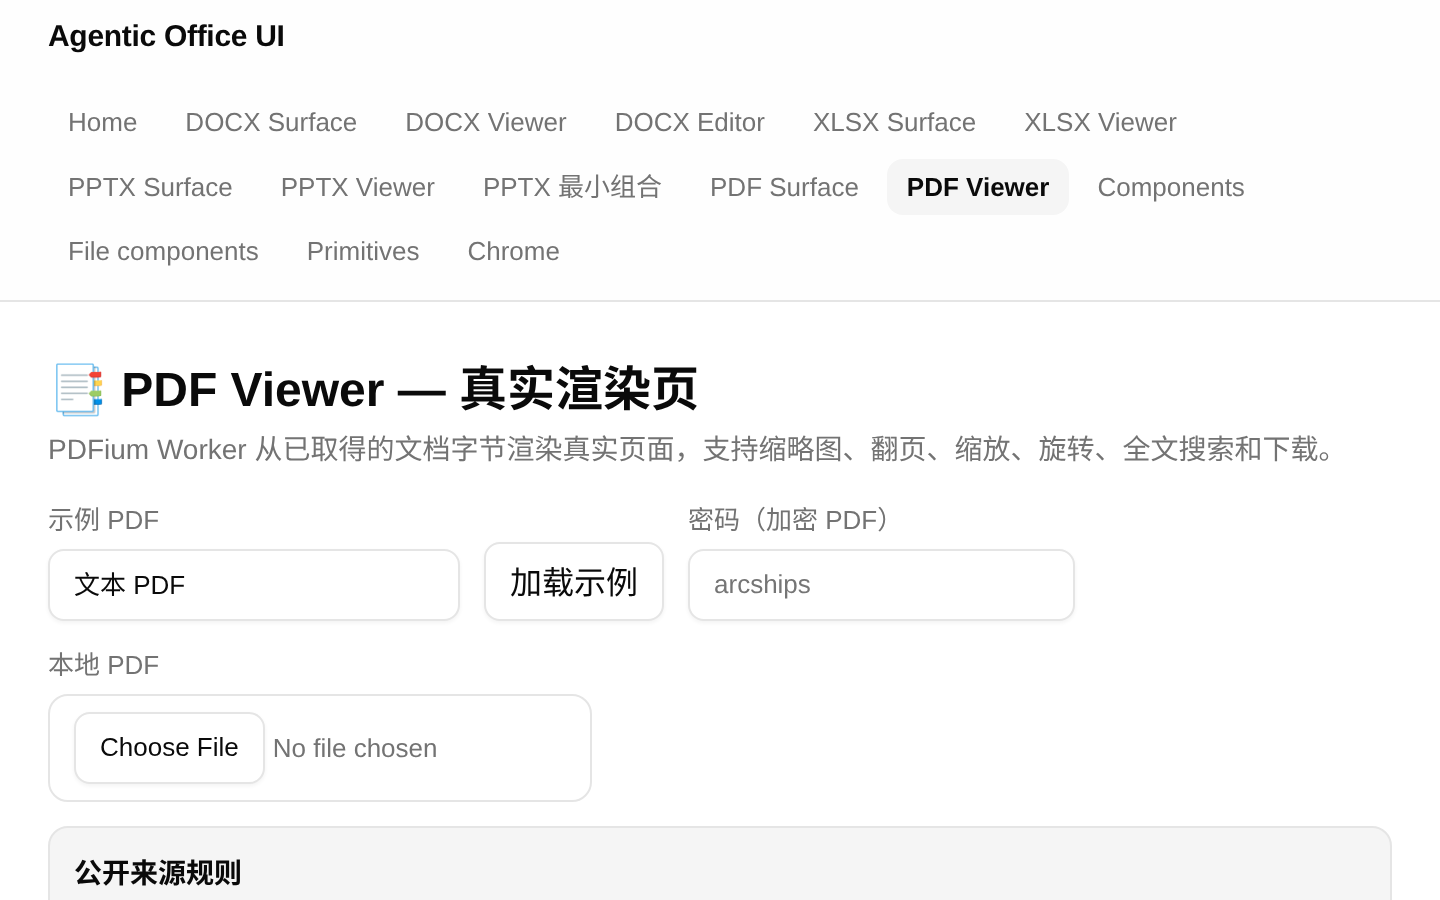 Agentic Office UI
Home DOCX Surface DOCX Viewer DOCX Editor XLSX Surface XLSX Viewer
PPTX Surface PPTX Viewer PPTX 最小组合 PDF Surface PDF Viewer Components
File components Primitives Chrome
📑 PDF Viewer — 真实渲染页
PDFium Worker 从已取得的文档字节渲染真实页面，支持缩略图、翻页、缩放、旋转、全文搜索和下载。
示例 PDF 密码（加密 PDF）
文本 PDF 加载示例 arcships
本地 PDF
Choose File No file chosen
公开来源规则